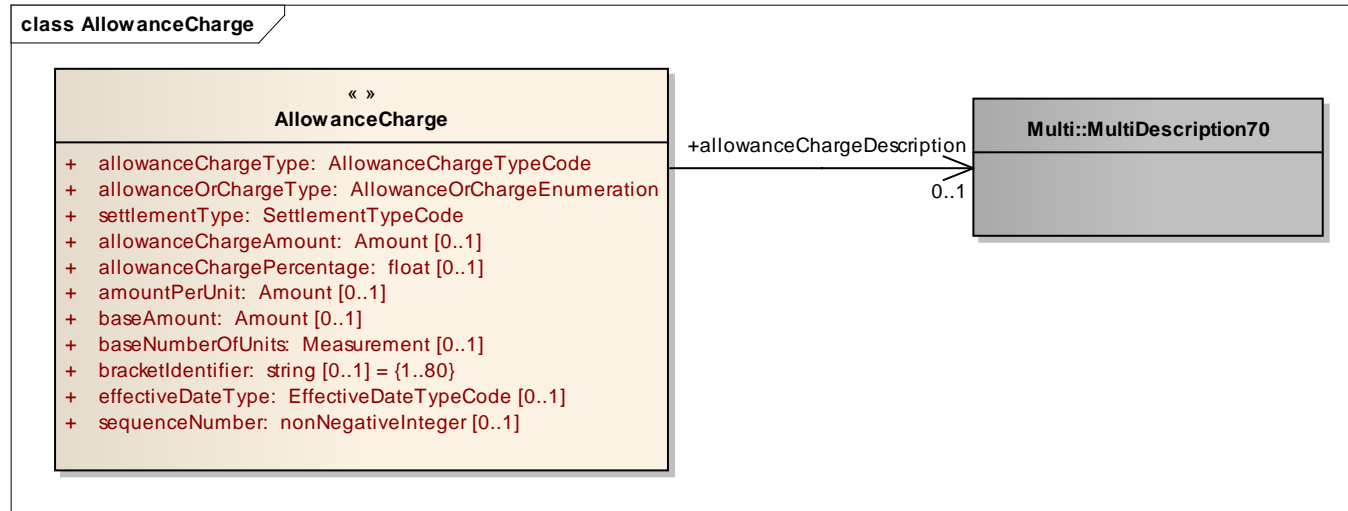 class AllowanceCharge
« »
AllowanceCharge
+ allowanceChargeType: AllowanceChargeTypeCode
+ allowanceOrChargeType: AllowanceOrChargeEnumeration
+ settlementType: SettlementTypeCode
+ allowanceChargeAmount: Amount [0..1]
+ allowanceChargePercentage: float [0..1]
+ amountPerUnit: Amount [0..1]
+ baseAmount: Amount [0..1]
+ baseNumberOfUnits: Measurement [0..1]
+ bracketIdentifier: string [0..1] = {1..80}
+ effectiveDateType: EffectiveDateTypeCode [0..1]
+ sequenceNumber: nonNegativeInteger [0..1]
+allowanceChargeDescription
0..1
Multi::MultiDescription70